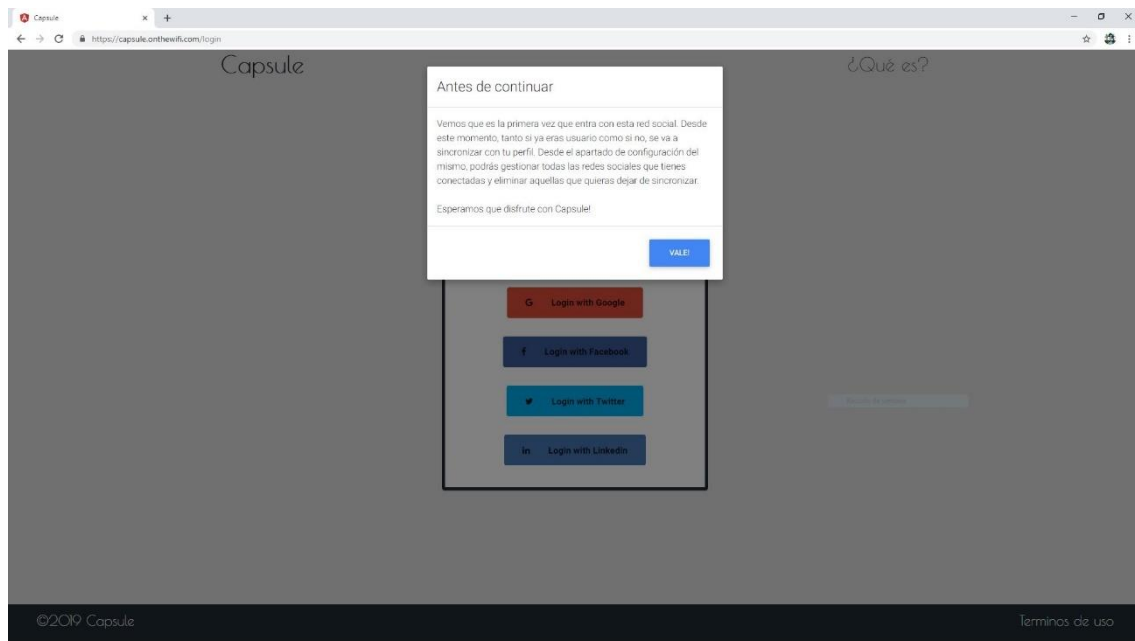 Capsule
https://capsule.onthewifi.com/login
Capsule
¿Qué es?
Antes de continuar
Vemos que es la primera vez que entra con esta red social. Desde
este momento, tanto si ya eras usuario como si no, se va a
sincronizar con tu perfil. Desde el apartado de configuración del
mismo, podrás gestionar todas las redes sociales que tienes
conectadas y eliminar aquellas que quieras dejar de sincronizar.
Esperamos que disfrute con Capsule!
VALE!
G Login with Google
f Login with Facebook
Login with Twitter
in Login with Linkedin
©2019 Capsule
Terminos de uso